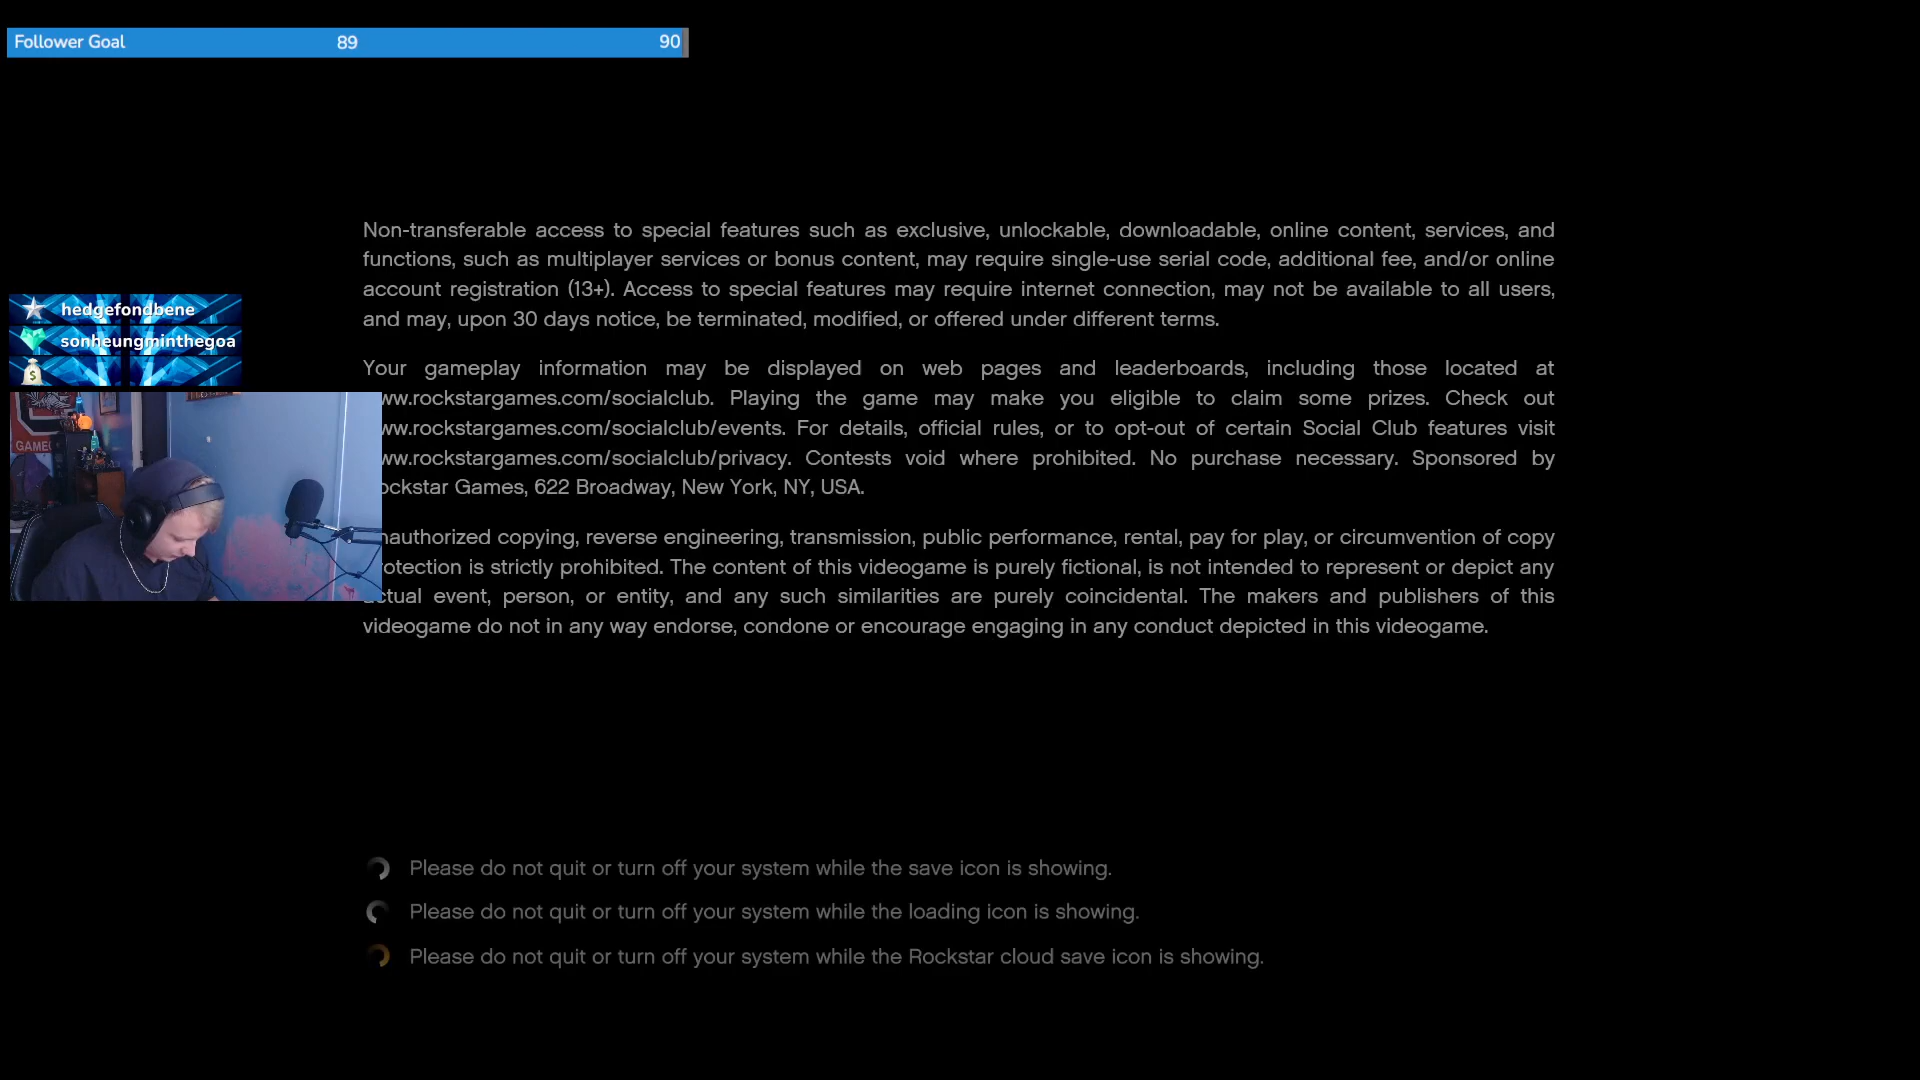 Follower Goal 89 90
Non-transferable access to special features such as exclusive, unlockable, downloadable, online content, services, and
functions, such as multiplayer services or bonus content, may require single-use serial code, additional fee, and/or online
account registration (13+). Access to special features may require internet connection, may not be available to all users,
and may, upon 30 days notice, be terminated, modified, or offered under different terms.
hedgefondbene
sonheungminthegoa
Your gameplay information may be displayed on web pages and leaderboards, including those located at
ww.rockstargames.com/socialclub. Playing the game may make you eligible to claim some prizes. Check out
ww.rockstargames.com/socialclub/events. For details, official rules, or to opt-out of certain Social Club features visit
ww.rockstargames.com/socialclub/privacy. Contests void where prohibited. No purchase necessary. Sponsored by
ockstar Games, 622 Broadway, New York, NY, USA.
GAME
nauthorized copying, reverse engineering, transmission, public performance, rental, pay for play, or circumvention of copy
otection is strictly prohibited. The content of this videogame is purely fictional, is not intended to represent or depict any
ctual event, person, or entity, and any such similarities are purely coincidental. The makers and publishers of this
videogame do not in any way endorse, condone or encourage engaging in any conduct depicted in this videogame.
Please do not quit or turn off your system while the save icon is showing.
Please do not quit or turn off your system while the loading icon is showing.
Please do not quit or turn off your system while the Rockstar cloud save icon is showing.